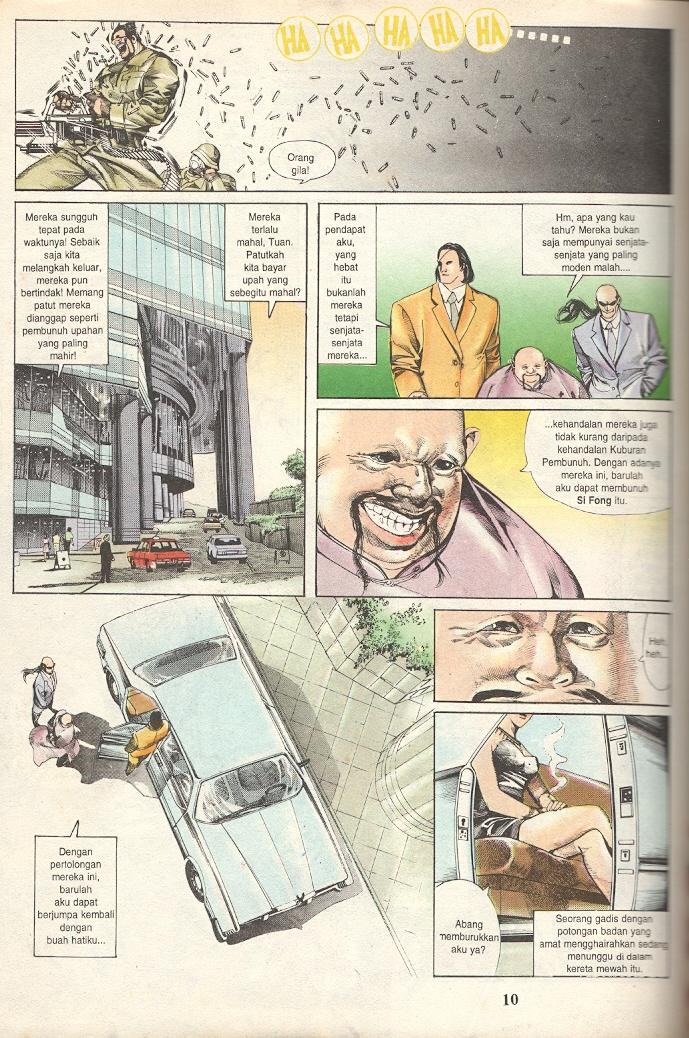 HA HA HA HA HA
Orang
gila!
Mereka sungguh
tepat pada
waktunya! Sebaik
saja kita
melangkah keluar,
mereka pun
bertindak! Memang
patut mereka
dianggap seperti
pembunuh upahan
yang paling
mahir!
Mereka
terlalu
mahal, Tuan.
Patutkah
kita bayar
upah yang
sebegitu mahal?
Pada
pendapat
aku,
yang
hebat
itu
bukanlah
mereka
tetapi
senjata-
senjata
mereka...
Hm, apa yang kau
tahu? Mereka bukan
saja mempunyai senjata-
senjata yang paling
moden malah....
...kehandalan mereka juga
tidak kurang daripada
kehandalan Kuburan
Pembunuh. Dengan adanya
mereka ini, barulah
aku dapat membunuh
Si Fong itu.
Heh,
heh...
Dengan
pertolongan
mereka ini,
barulah
aku dapat
berjumpa kembali
dengan
buah hatiku...
Abang
memburukkan
aku ya?
Seorang gadis dengan
potongan badan yang
amat mengghairahkan sedang
menunggu di dalam
kereta mewah itu.
10